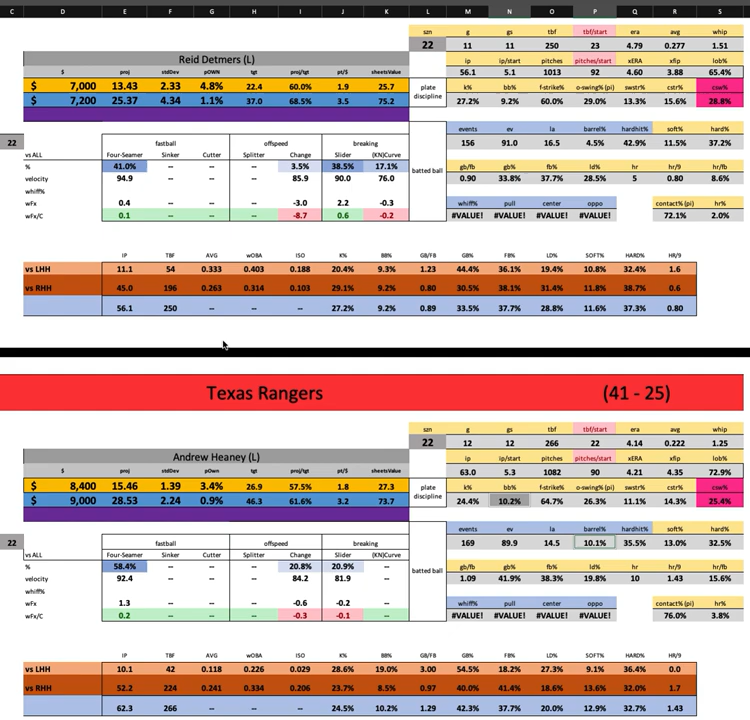 C D E F G H I J K L M N O P Q R S
szn g gs tbf tbf/start era avg whip
22 11 11 250 23 4.79 0.277 1.51
Reid Detmers (L) ip ip/start pitches pitches/start xERA xfip lob%
$ proj stdDev pOWN tgt proj/tgt pt/$ sheetsValue 56.1 5.1 1013 92 4.60 3.88 65.4%
$ 7,000 13.43 2.33 4.8% 22.4 60.0% 1.9 25.7 plate discipline k% bb% f-strike% o-swing% (pi) swstr% cstr% csw%
$ 7,200 25.37 4.34 1.1% 37.0 68.5% 3.5 75.2 27.2% 9.2% 60.0% 29.0% 13.3% 15.6% 28.8%
events ev la barrel% hardhit% soft% hard%
22 fastball offspeed breaking 156 91.0 16.5 4.5% 42.9% 11.5% 37.2%
vs ALL Four-Seamer Sinker Cutter Splitter Change Slider (KN)Curve
% 41.0% -- -- -- 3.5% 38.5% 17.1% batted ball gb/fb gb% fb% ld% hr hr/9 hr/fb
velocity 94.9 -- -- -- 85.9 90.0 76.0 0.90 33.8% 37.7% 28.5% 5 0.80 8.6%
whiff%
wFx 0.4 -- -- -- -3.0 2.2 -0.3 whiff% pull center oppo contact% (pi) hr%
wFx/C 0.1 -- -- -- -8.7 0.6 -0.2 #VALUE! #VALUE! #VALUE! #VALUE! 72.1% 2.0%
IP TBF AVG wOBA ISO K% BB% GB/FB GB% FB% LD% SOFT% HARD% HR/9
vs LHH 11.1 54 0.333 0.403 0.188 20.4% 9.3% 1.23 44.4% 36.1% 19.4% 10.8% 32.4% 1.6
vs RHH 45.0 196 0.263 0.314 0.103 29.1% 9.2% 0.80 30.5% 38.1% 31.4% 11.8% 38.7% 0.6
56.1 250 -- -- -- 27.2% 9.2% 0.89 33.5% 37.7% 28.8% 11.6% 37.3% 0.80
Texas Rangers (41 - 25)
szn g gs tbf tbf/start era avg whip
22 12 12 266 22 4.14 0.222 1.25
Andrew Heaney (L) ip ip/start pitches pitches/start xERA xfip lob%
$ proj stdDev pOwn tgt proj/tgt pt/$ sheetsValue 63.0 5.3 1082 90 4.21 4.35 72.9%
$ 8,400 15.46 1.39 3.4% 26.9 57.5% 1.8 27.3 plate discipline k% bb% f-strike% o-swing% (pi) swstr% cstr% csw%
$ 9,000 28.53 2.24 0.9% 46.3 61.6% 3.2 73.7 24.4% 10.2% 64.7% 26.3% 11.1% 14.3% 25.4%
events ev la barrel% hardhit% soft% hard%
22 fastball offspeed breaking 169 89.9 14.5 10.1% 35.5% 13.0% 32.5%
vs ALL Four-Seamer Sinker Cutter Splitter Change Slider (KN)Curve
% 58.4% -- -- -- 20.8% 20.9% -- batted ball gb/fb gb% fb% ld% hr hr/9 hr/fb
velocity 92.4 -- -- -- 84.2 81.9 -- 1.09 41.9% 38.3% 19.8% 10 1.43 15.6%
whiff%
wFx 1.3 -- -- -- -0.6 -0.2 -- whiff% pull center oppo contact% (pi) hr%
wFx/C 0.2 -- -- -- -0.3 -0.1 -- #VALUE! #VALUE! #VALUE! #VALUE! 76.0% 3.8%
IP TBF AVG wOBA ISO K% BB% GB/FB GB% FB% LD% SOFT% HARD% HR/9
vs LHH 10.1 42 0.118 0.226 0.029 28.6% 19.0% 3.00 54.5% 18.2% 27.3% 9.1% 36.4% 0.0
vs RHH 52.2 224 0.241 0.334 0.206 23.7% 8.5% 0.97 40.0% 41.4% 18.6% 13.6% 32.0% 1.7
62.3 266 -- -- -- 24.5% 10.2% 1.29 42.3% 37.7% 20.0% 12.9% 32.7% 1.43